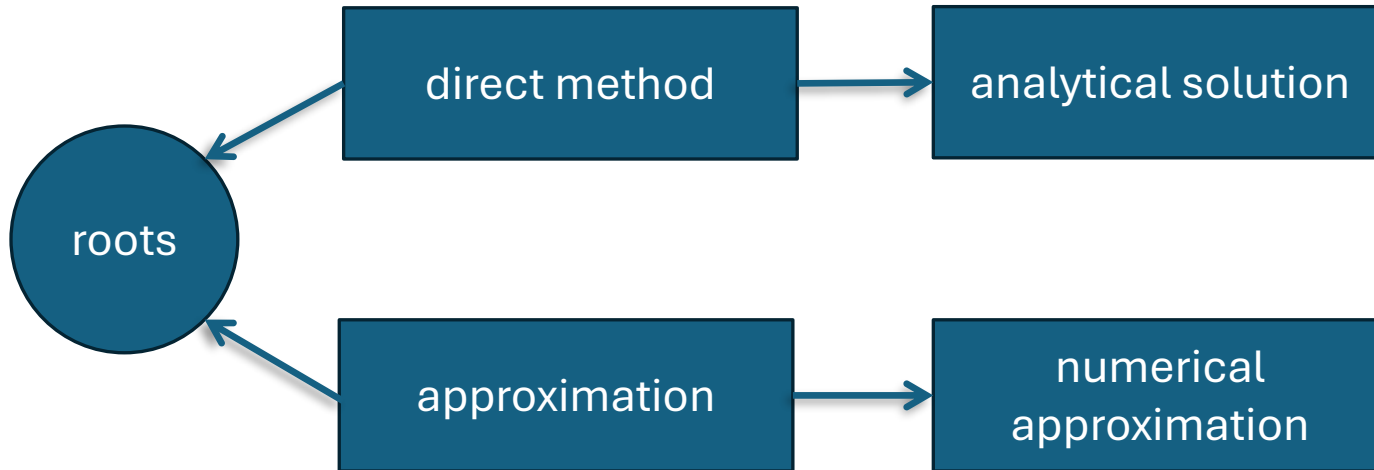 direct method
analytical solution
roots
approximation
numerical
approximation